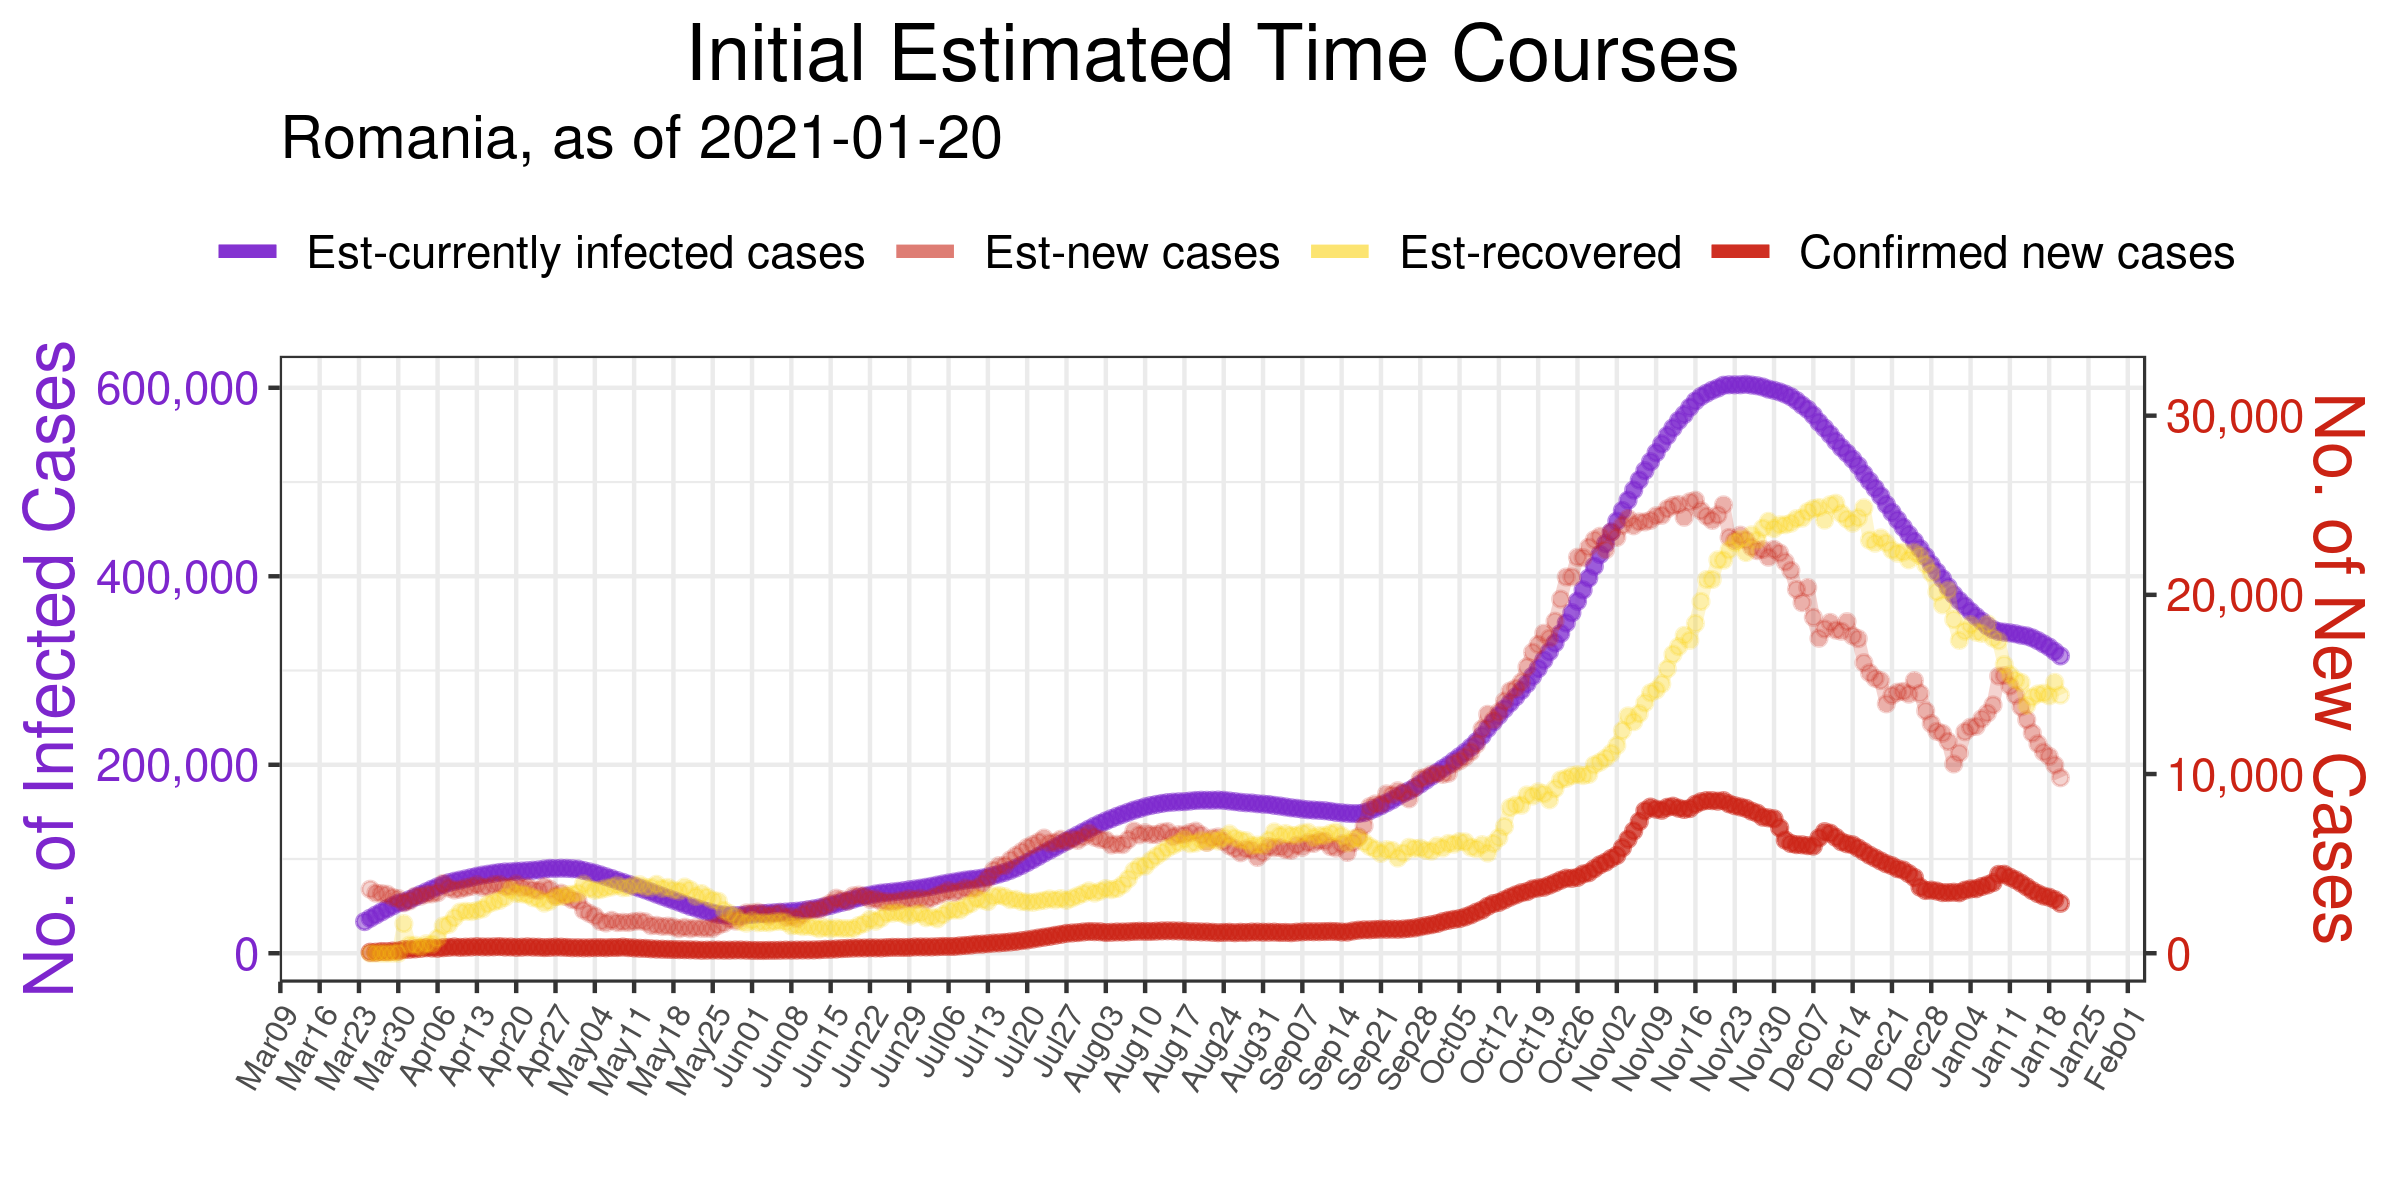 Initial Estimated Time Courses
Romania, as of 2021-01-20
Est-currently infected cases
Est-new cases
Est-recovered
Confirmed new cases
No. of Infected Cases
600,000
400,000
200,000
0
30,000
20,000
10,000
0
No. of New Cases
Mar09
Mar16
Mar23
Mar30
Apr06
Apr13
Apr20
Apr27
May04
May11
May18
May25
Jun01
Jun08
Jun15
Jun22
Jun29
Jul06
Jul13
Jul20
Jul27
Aug03
Aug10
Aug17
Aug24
Aug31
Sep07
Sep14
Sep21
Sep28
Oct05
Oct12
Oct19
Oct26
Nov02
Nov09
Nov16
Nov23
Nov30
Dec07
Dec14
Dec21
Dec28
Jan04
Jan11
Jan18
Jan25
Feb01